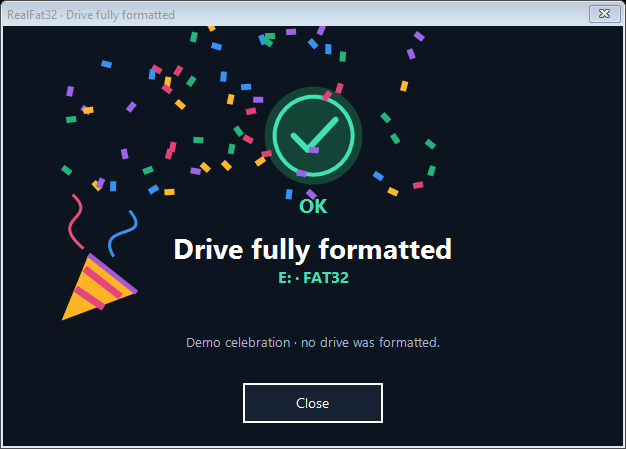 RealFat32 · Drive fully formatted
OK
Drive fully formatted
E: · FAT32
Demo celebration · no drive was formatted.
Close